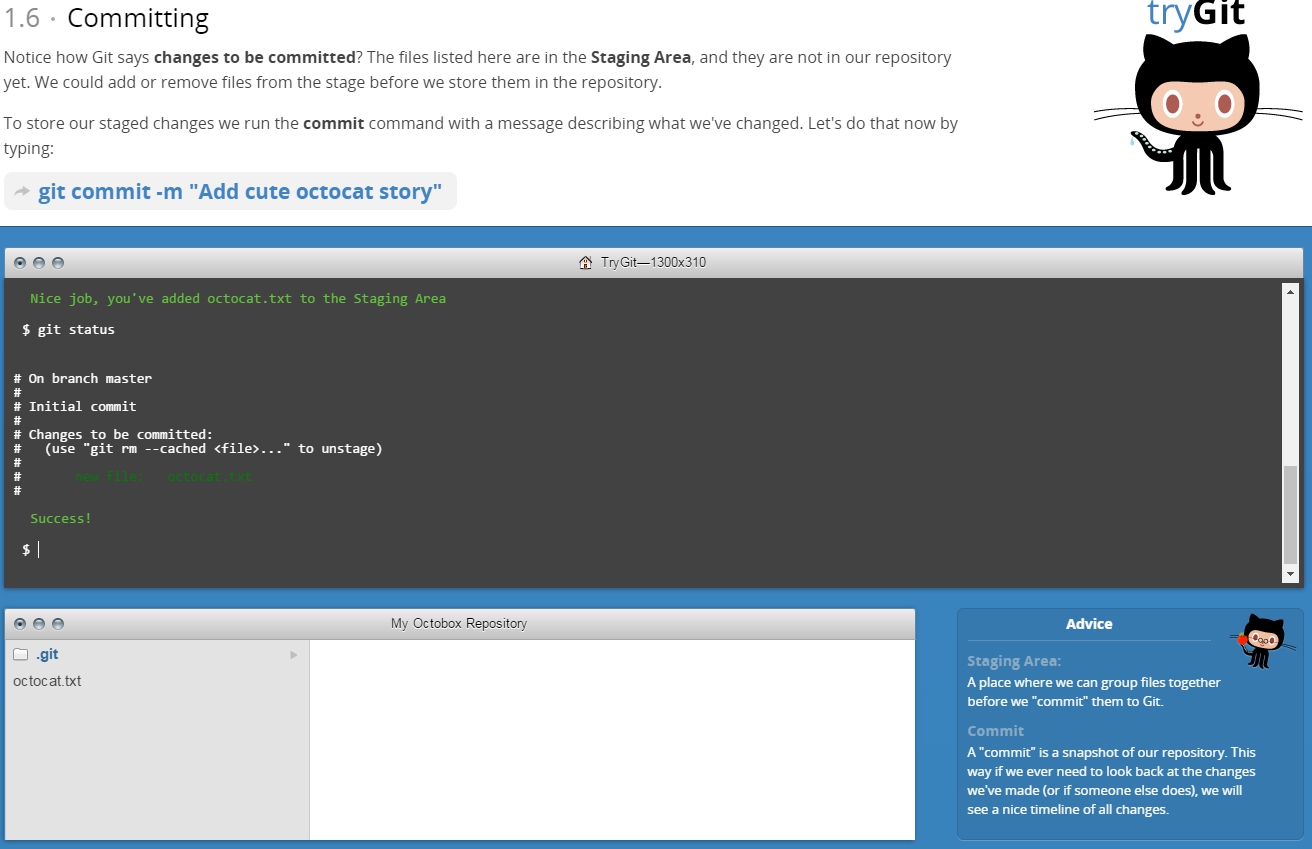 1.6 · Committing
tryGit
Notice how Git says changes to be committed? The files listed here are in the Staging Area, and they are not in our repository
yet. We could add or remove files from the stage before we store them in the repository.
To store our staged changes we run the commit command with a message describing what we've changed. Let's do that now by
typing:
git commit -m "Add cute octocat story"
TryGit—1300x310
Nice job, you've added octocat.txt to the Staging Area
$ git status
# On branch master
#
# Initial commit
#
# Changes to be committed:
#   (use "git rm --cached <file>..." to unstage)
#
#       new file:   octocat.txt
#
Success!
$
My Octobox Repository
.git
octocat.txt
Advice
Staging Area:
A place where we can group files together
before we "commit" them to Git.
Commit
A "commit" is a snapshot of our repository. This
way if we ever need to look back at the changes
we've made (or if someone else does), we will
see a nice timeline of all changes.